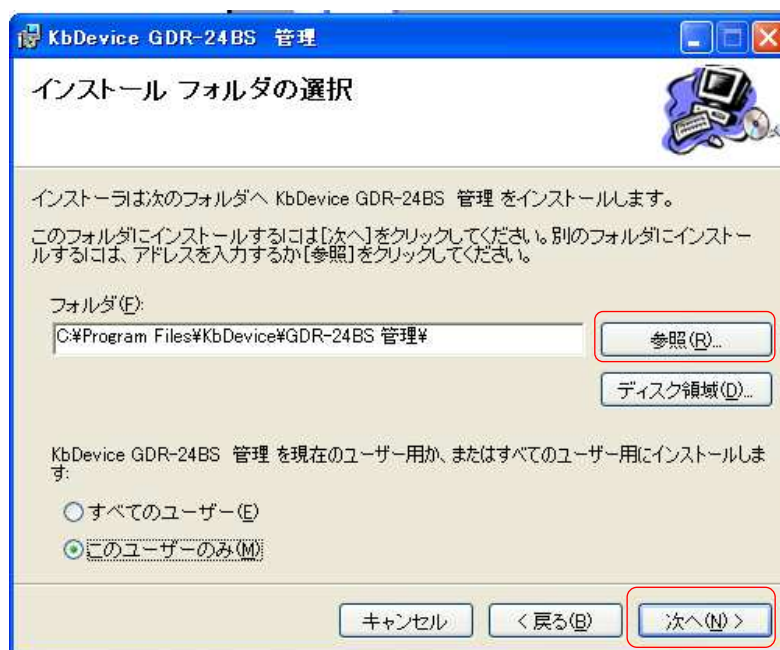 KbDevice GDR-24BS 管理
インストール フォルダの選択
インストーラは次のフォルダへ KbDevice GDR-24BS 管理 をインストールします。
このフォルダにインストールするには[次へ]をクリックしてください。別のフォルダにインストー
ルするには、アドレスを入力するか[参照]をクリックしてください。
フォルダ(F):
C:¥Program Files¥KbDevice¥GDR-24BS 管理¥
参照(R)...
ディスク領域(D)...
KbDevice GDR-24BS 管理 を現在のユーザー用か、またはすべてのユーザー用にインストールしま
す:
すべてのユーザー(E)
このユーザーのみ(M)
キャンセル
< 戻る(B)
次へ(N) >